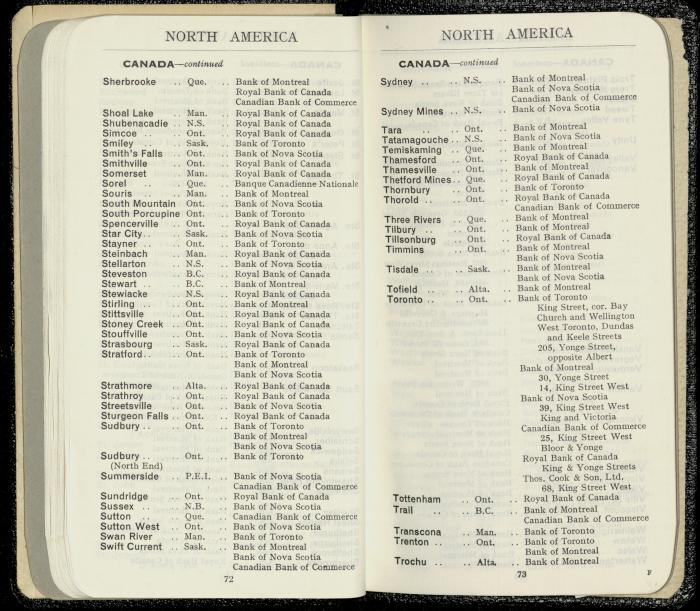 NORTH AMERICA
CANADA—continued
Sherbrooke .. Que. .. Bank of Montreal
Royal Bank of Canada
Canadian Bank of Commerce
Shoal Lake .. Man. .. Royal Bank of Canada
Shubenacadie .. N.S. .. Royal Bank of Canada
Simcoe .. .. Ont. .. Royal Bank of Canada
Smiley .. .. Sask. .. Bank of Toronto
Smith's Falls .. Ont. .. Bank of Nova Scotia
Smithville .. Ont. .. Royal Bank of Canada
Somerset .. Man. .. Royal Bank of Canada
Sorel .. .. Que. .. Banque Canadienne Nationale
Souris .. .. Man. .. Bank of Montreal
South Mountain Ont. .. Bank of Nova Scotia
South Porcupine Ont. .. Bank of Toronto
Spencerville .. Ont. .. Royal Bank of Canada
Star City .. .. Sask. .. Bank of Nova Scotia
Stayner .. .. Ont. .. Bank of Toronto
Steinbach .. Man. .. Royal Bank of Canada
Stellarton .. N.S. .. Bank of Nova Scotia
Steveston .. B.C. .. Royal Bank of Canada
Stewart .. .. B.C. .. Bank of Montreal
Stewiacke .. N.S. .. Royal Bank of Canada
Stirling .. .. Ont. .. Bank of Montreal
Stittsville .. Ont. .. Royal Bank of Canada
Stoney Creek .. Ont. .. Royal Bank of Canada
Stouffville .. Ont. .. Bank of Nova Scotia
Strasbourg .. Sask. .. Royal Bank of Canada
Stratford .. .. Ont. .. Bank of Toronto
Bank of Montreal
Bank of Nova Scotia
Strathmore .. Alta. .. Royal Bank of Canada
Strathroy .. Ont. .. Royal Bank of Canada
Streetsville .. Ont. .. Bank of Nova Scotia
Sturgeon Falls .. Ont. .. Royal Bank of Canada
Sudbury .. .. Ont. .. Bank of Toronto
Bank of Montreal
Bank of Nova Scotia
Sudbury .. .. Ont. .. Bank of Toronto
(North End)
Summerside .. P.E.I. .. Bank of Nova Scotia
Canadian Bank of Commerce
Sundridge .. Ont. .. Royal Bank of Canada
Sussex .. .. N.B. .. Bank of Nova Scotia
Sutton .. .. Que. .. Canadian Bank of Commerce
Sutton West .. Ont. .. Bank of Nova Scotia
Swan River .. Man. .. Bank of Toronto
Swift Current .. Sask. .. Bank of Montreal
Bank of Nova Scotia
Canadian Bank of Commerce
72
NORTH AMERICA
CANADA—continued
Sydney .. .. N.S. .. Bank of Montreal
Bank of Nova Scotia
Canadian Bank of Commerce
Sydney Mines .. N.S. .. Bank of Nova Scotia
Tara .. .. Ont. .. Bank of Montreal
Tatamagouche .. N.S. .. Bank of Nova Scotia
Temiskaming .. Que. .. Bank of Montreal
Thamesford .. Ont. .. Royal Bank of Canada
Thamesville .. Ont. .. Bank of Montreal
Thetford Mines .. Que. .. Royal Bank of Canada
Thornbury .. Ont. .. Bank of Toronto
Thorold .. .. Ont. .. Royal Bank of Canada
Canadian Bank of Commerce
Three Rivers .. Que. .. Bank of Montreal
Tilbury .. .. Ont. .. Bank of Montreal
Tillsonburg .. Ont. .. Royal Bank of Canada
Timmins .. Ont. .. Bank of Montreal
Bank of Nova Scotia
Tisdale .. .. Sask. .. Bank of Montreal
Bank of Nova Scotia
Tofield .. .. Alta. .. Bank of Montreal
Toronto .. .. Ont. .. Bank of Toronto
King Street, cor. Bay
Church and Wellington
West Toronto, Dundas
and Keele Streets
205, Yonge Street,
opposite Albert
Bank of Montreal
30, Yonge Street
14, King Street West
Bank of Nova Scotia
39, King Street West
King and Victoria
Canadian Bank of Commerce
25, King Street West
Bloor & Yonge
Royal Bank of Canada
King & Yonge Streets
Thos. Cook & Son, Ltd.
68, King Street West
Tottenham .. Ont. .. Royal Bank of Canada
Trail .. .. B.C. .. Bank of Montreal
Canadian Bank of Commerce
Transcona .. Man. .. Bank of Toronto
Trenton .. .. Ont. .. Bank of Toronto
Bank of Montreal
Trochu .. .. Alta. .. Bank of Montreal
73
F